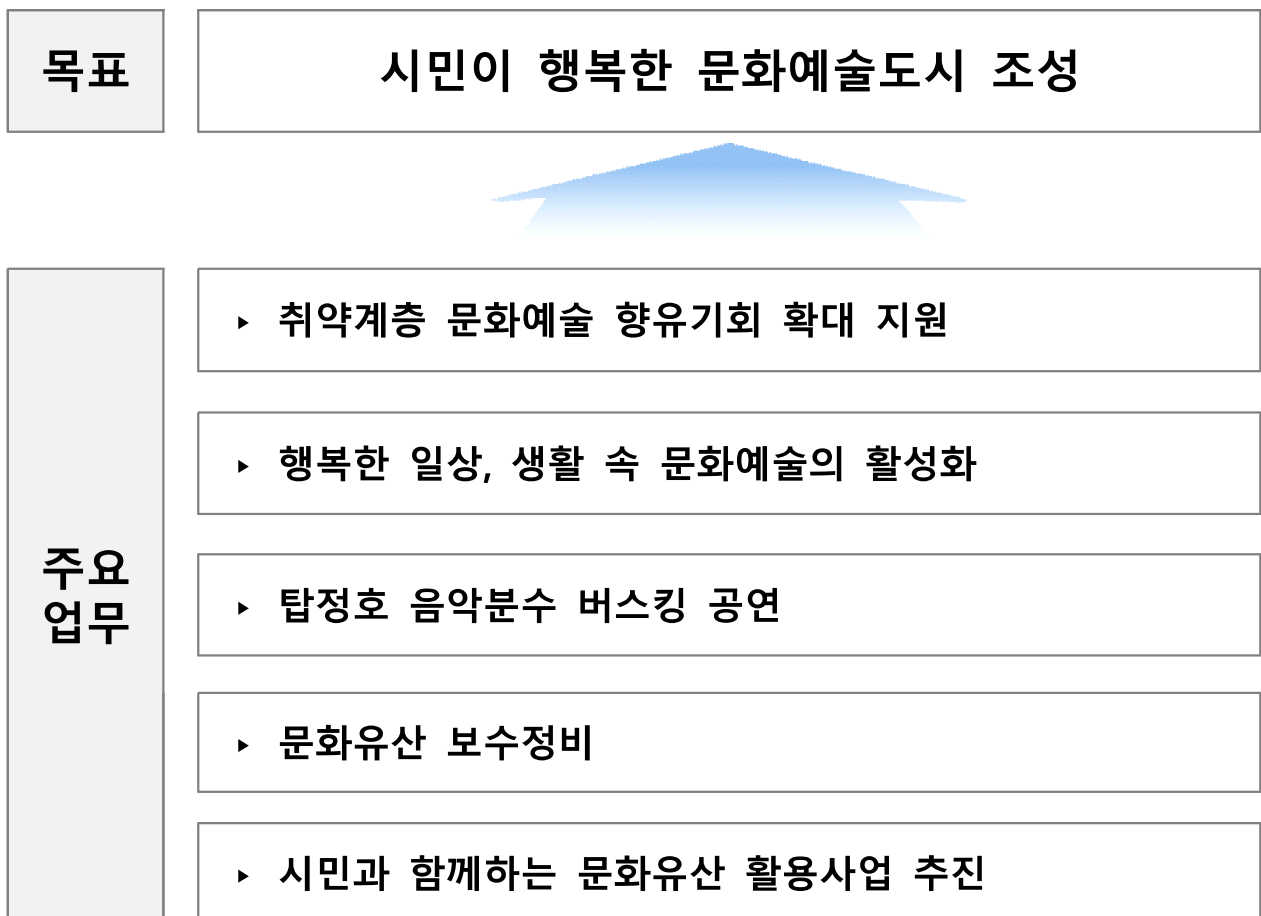 목표
시민이 행복한 문화예술도시 조성
주요
업무
▸ 취약계층 문화예술 향유기회 확대 지원
▸ 행복한 일상, 생활 속 문화예술의 활성화
▸ 탑정호 음악분수 버스킹 공연
▸ 문화유산 보수정비
▸ 시민과 함께하는 문화유산 활용사업 추진